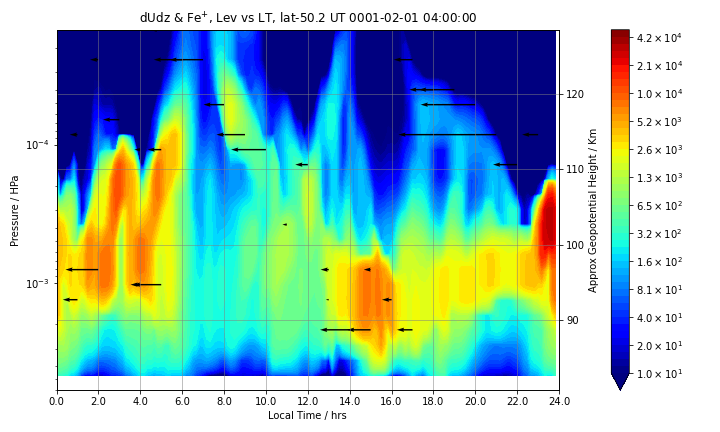 dUdz & Fe⁺, Lev vs LT, lat-50.2 UT 0001-02-01 04:00:00
Pressure / HPa
10⁻⁴
10⁻³
0.0 2.0 4.0 6.0 8.0 10.0 12.0 14.0 16.0 18.0 20.0 22.0 24.0
Local Time / hrs
120
110
100
90
Approx Geopotential Height / Km
4.2 × 10⁴
2.1 × 10⁴
1.0 × 10⁴
5.2 × 10³
2.6 × 10³
1.3 × 10³
6.5 × 10²
3.2 × 10²
1.6 × 10²
8.1 × 10¹
4.0 × 10¹
2.0 × 10¹
1.0 × 10¹